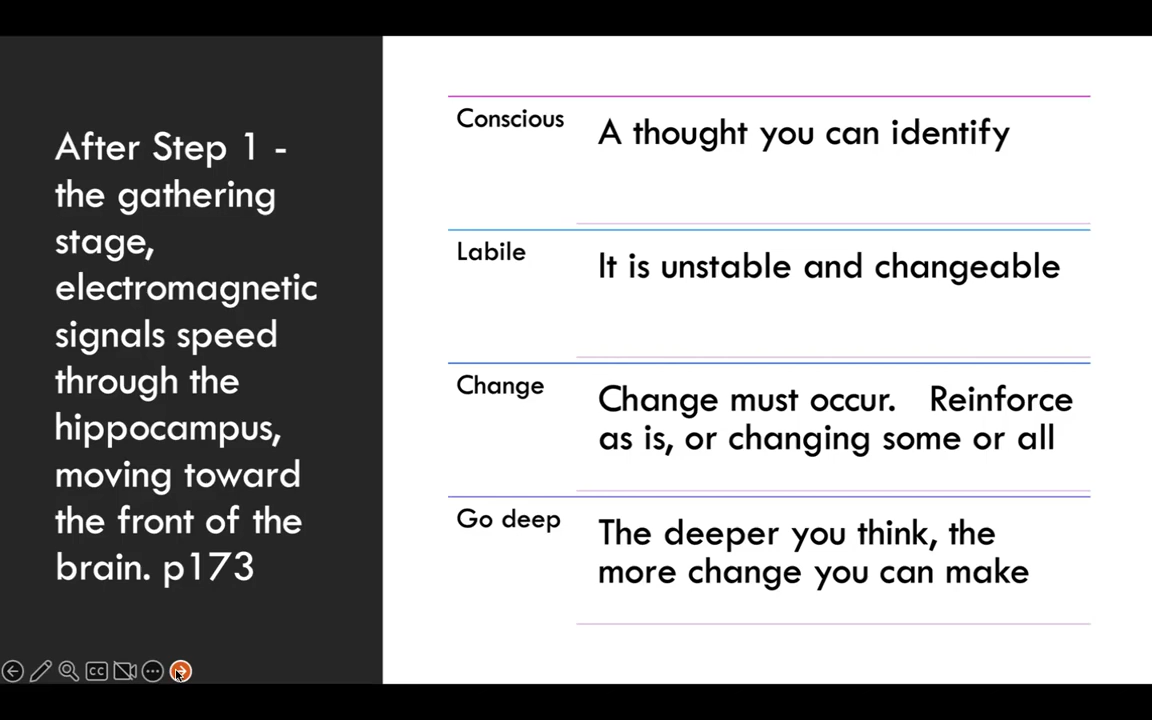 After Step 1 -
the gathering
stage,
electromagnetic
signals speed
through the
hippocampus,
moving toward
the front of the
brain. p173
Conscious
A thought you can identify
Labile
It is unstable and changeable
Change
Change must occur.   Reinforce
as is, or changing some or all
Go deep
The deeper you think, the
more change you can make
CC